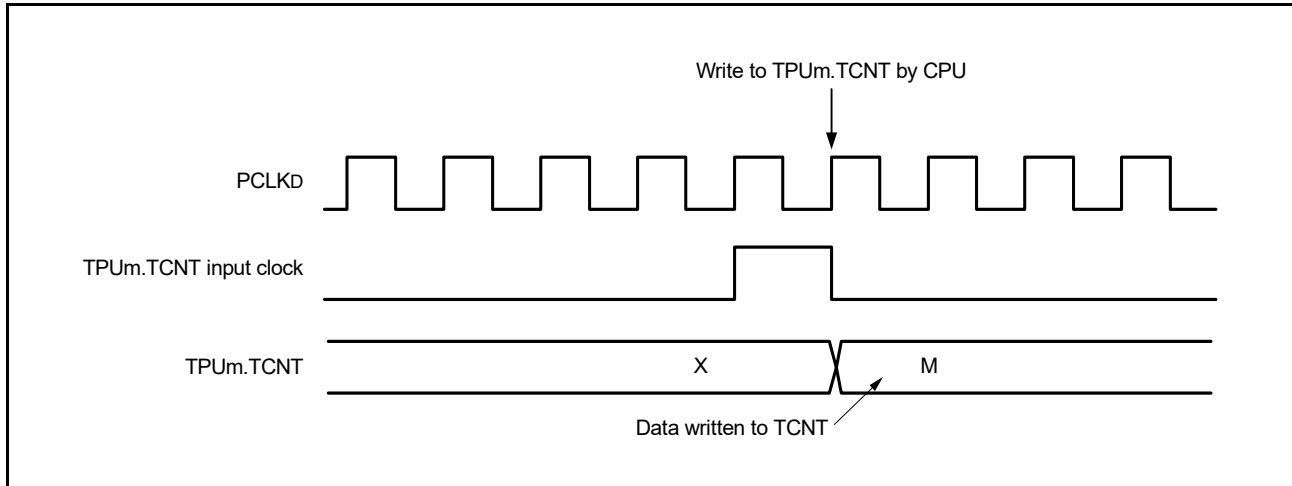 Write to TPUm.TCNT by CPU
PCLKD
TPUm.TCNT input clock
TPUm.TCNT
X
M
Data written to TCNT